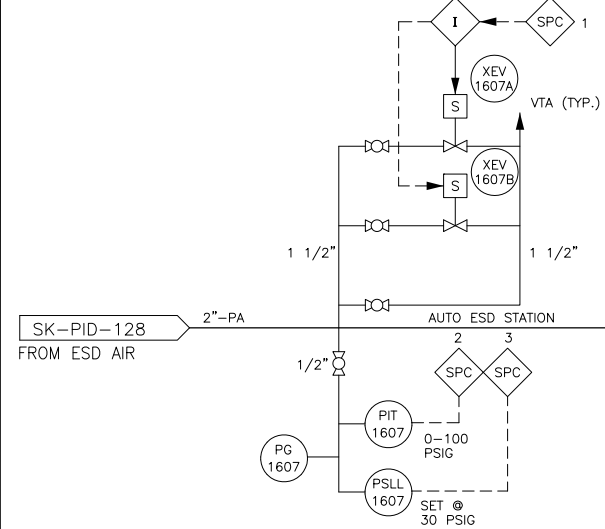 I
SPC
1
XEV
1607A
S
VTA (TYP.)
XEV
1607B
S
1 1/2"
1 1/2"
SK-PID-128
2"-PA
AUTO ESD STATION
FROM ESD AIR
2
3
1/2"
SPC
SPC
PIT
1607
0-100
PSIG
PG
1607
PSLL
1607
SET @
30 PSIG